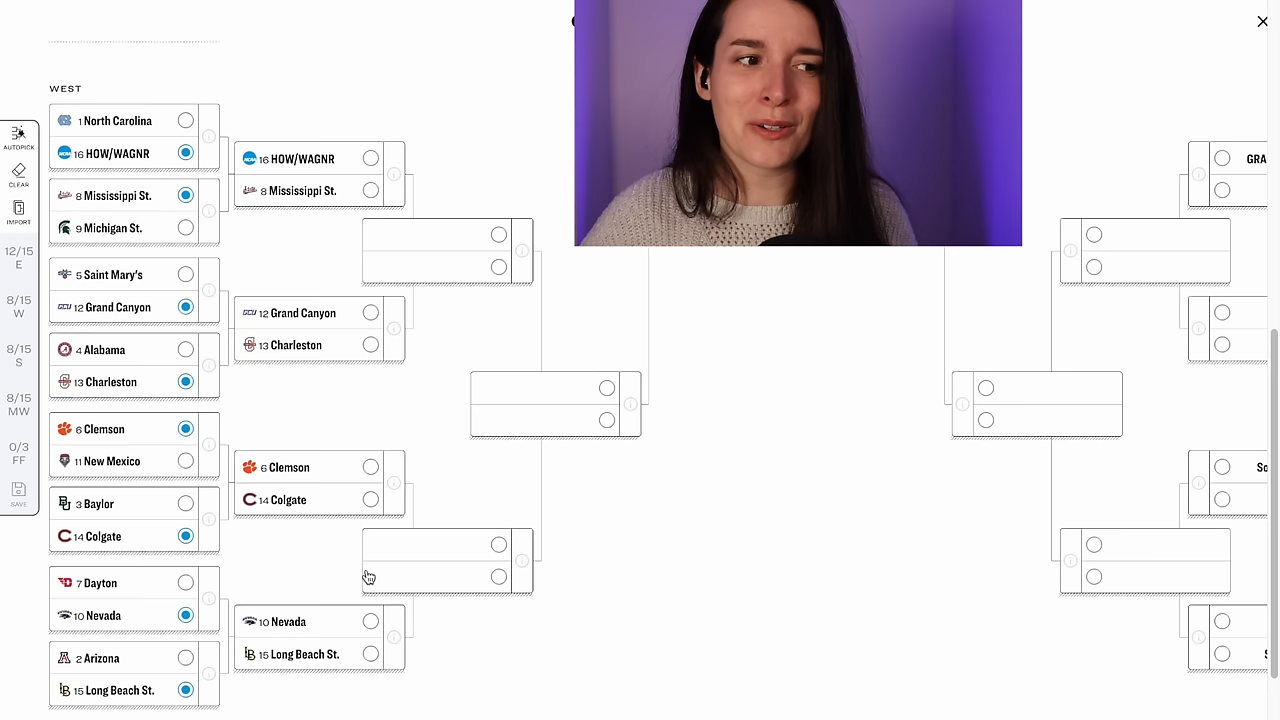 WEST
AUTOPICK
CLEAR
IMPORT
12/15
E
8/15
W
8/15
S
8/15
MW
0/3
FF
SAVE
1 North Carolina
16 HOW/WAGNR
8 Mississippi St.
9 Michigan St.
5 Saint Mary's
12 Grand Canyon
4 Alabama
13 Charleston
6 Clemson
11 New Mexico
3 Baylor
14 Colgate
7 Dayton
10 Nevada
2 Arizona
15 Long Beach St.
16 HOW/WAGNR
8 Mississippi St.
12 Grand Canyon
13 Charleston
6 Clemson
14 Colgate
10 Nevada
15 Long Beach St.
GRA
So